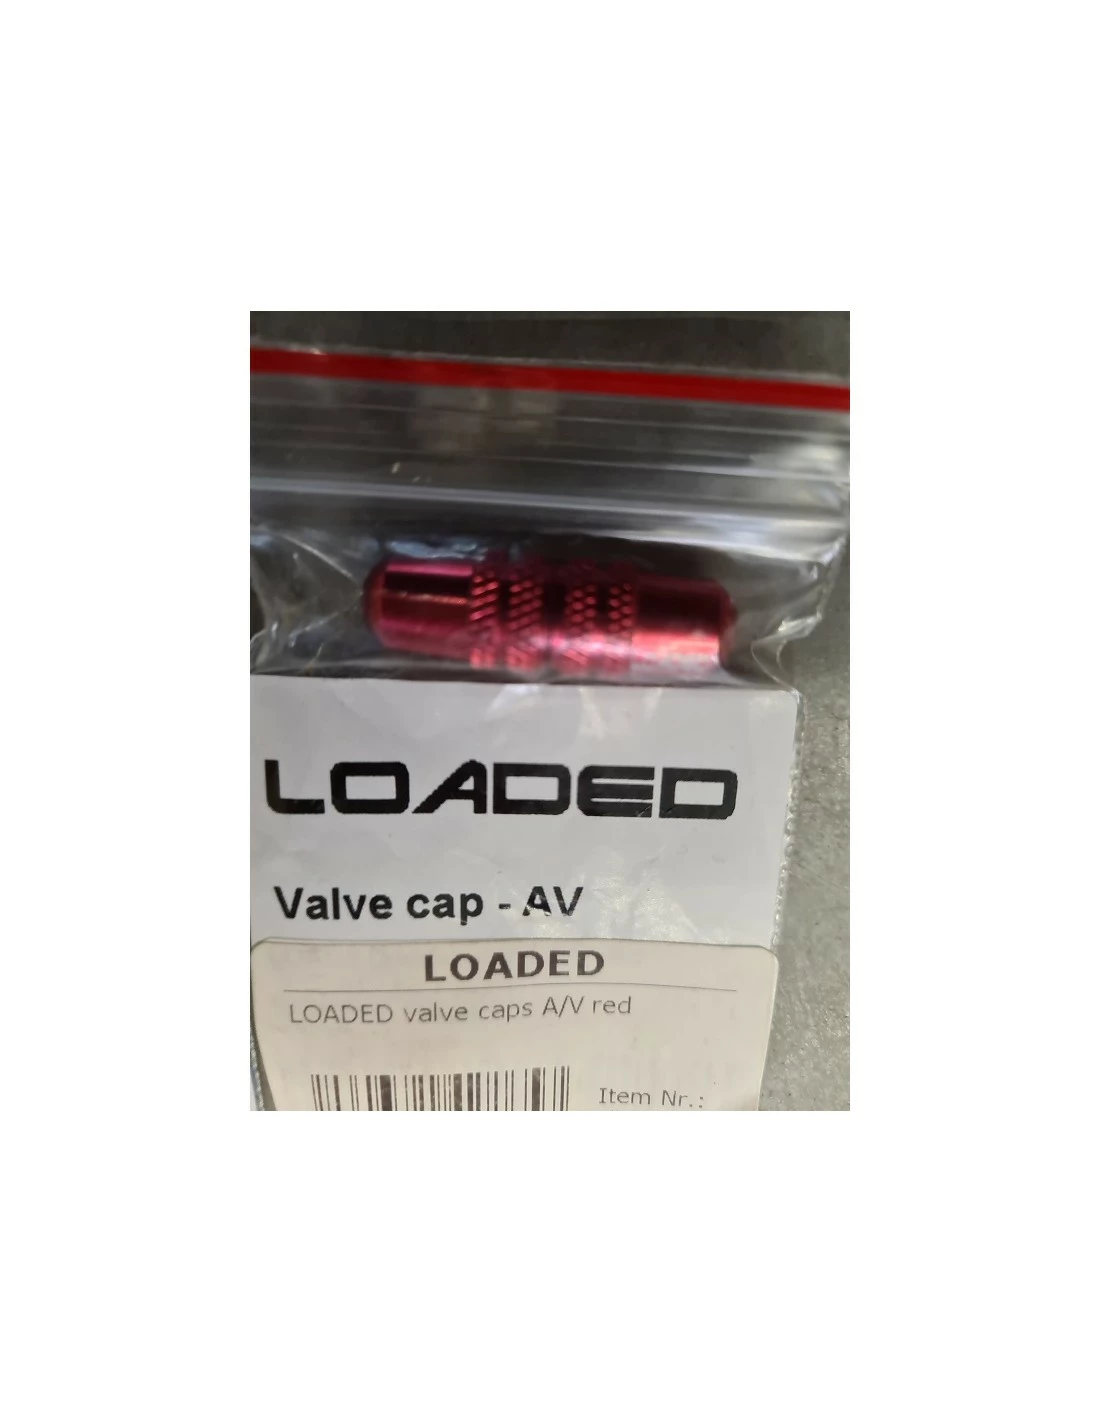 LOADED
Valve cap - AV
LOADED
LOADED valve caps A/V red
Item Nr.: